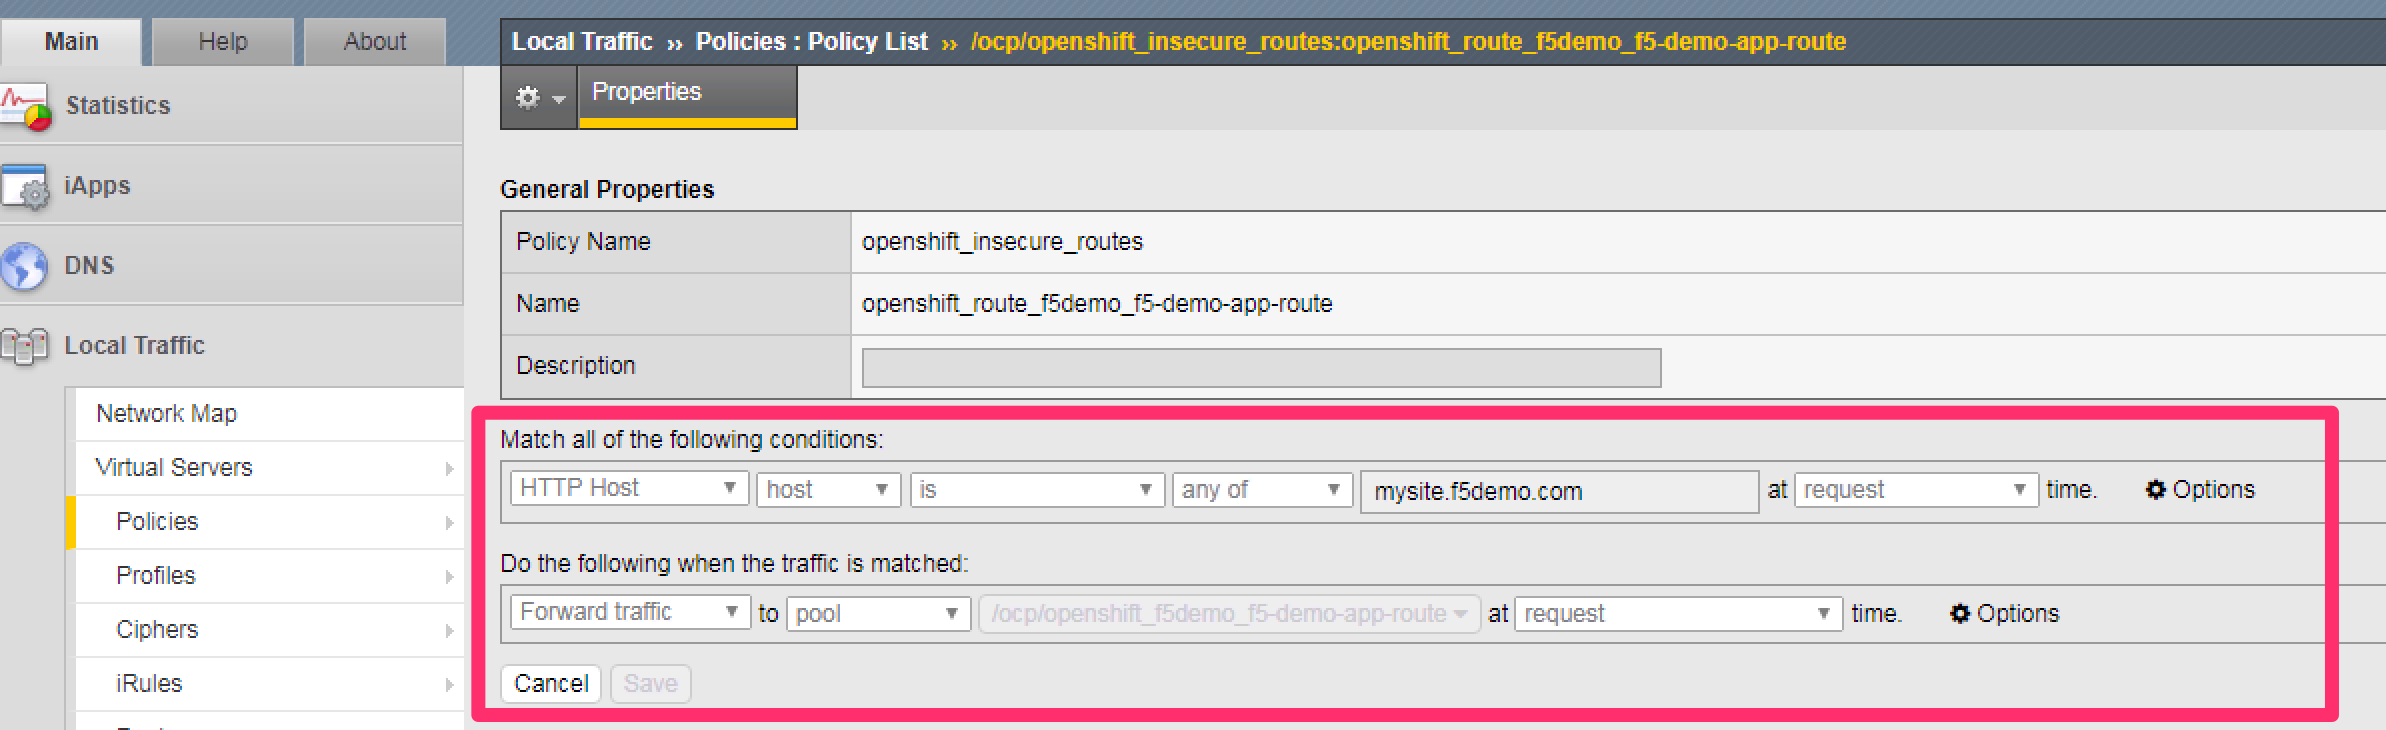 Main Help About
Local Traffic ›› Policies : Policy List ›› /ocp/openshift_insecure_routes:openshift_route_f5demo_f5-demo-app-route
Properties
Statistics
iApps
DNS
Local Traffic
Network Map
Virtual Servers
Policies
Profiles
Ciphers
iRules
General Properties
Policy Name openshift_insecure_routes
Name openshift_route_f5demo_f5-demo-app-route
Description
Match all of the following conditions:
HTTP Host host is any of mysite.f5demo.com at request time. Options
Do the following when the traffic is matched:
Forward traffic to pool /ocp/openshift_f5demo_f5-demo-app-route at request time. Options
Cancel Save